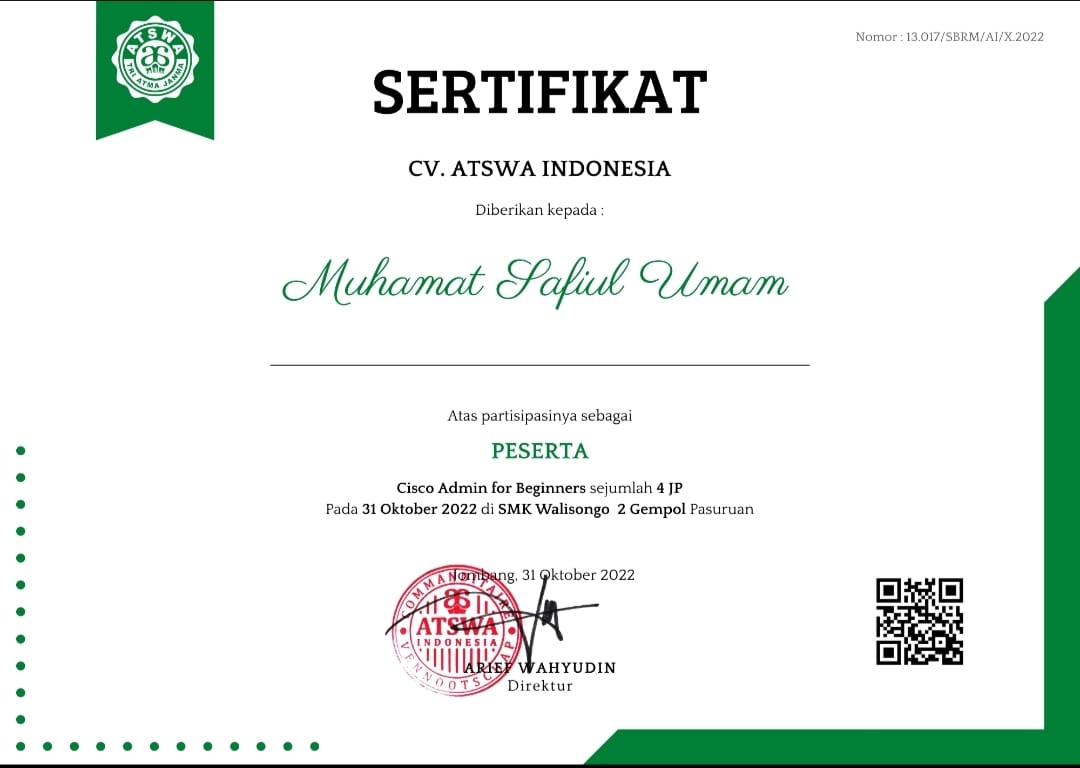 ATSWA
TRI ATMA JANMA
Nomor : 13.017/SBRM/AI/X.2022
SERTIFIKAT
CV. ATSWA INDONESIA
Diberikan kepada :
Muhamat Safiul Umam
Atas partisipasinya sebagai
PESERTA
Cisco Admin for Beginners sejumlah 4 JP
Pada 31 Oktober 2022 di SMK Walisongo 2 Gempol Pasuruan
Jombang, 31 Oktober 2022
COMMANDITAIRE
ATSWA
INDONESIA
VENNOOTSCHAP
ARIEF WAHYUDIN
Direktur